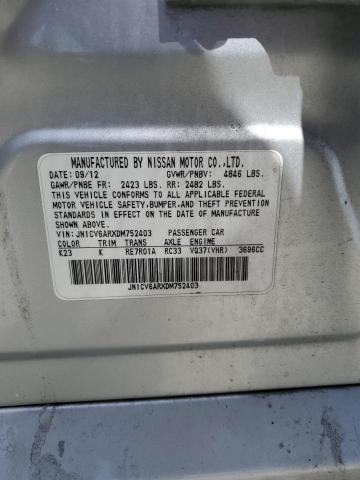 MANUFACTURED BY NISSAN MOTOR CO.,LTD.
DATE: 09/12 GVWR/PNBV: 4846 LBS.
GAWR/PNBE FR: 2423 LBS. RR: 2482 LBS.
THIS VEHICLE CONFORMS TO ALL APPLICABLE FEDERAL
MOTOR VEHICLE SAFETY,BUMPER,AND THEFT PREVENTION
STANDARDS IN EFFECT ON THE DATE OF MANUFACTURE
SHOWN ABOVE.
VIN: JN1CV6ARXDM752403 PASSENGER CAR
COLOR TRIM TRANS AXLE ENGINE
K23 K RE7R01A RC33 VQ37(VHR) 3696CC
JN1CV6ARXDM752403